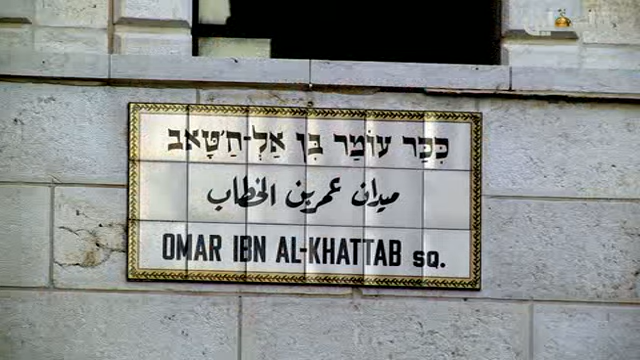 כִּכַּר עוֹמַר בִּן אַלְ-חַ'טָּאבּ
ميدان عمر بن الخطاب
OMAR IBN AL-KHATTAB SQ.